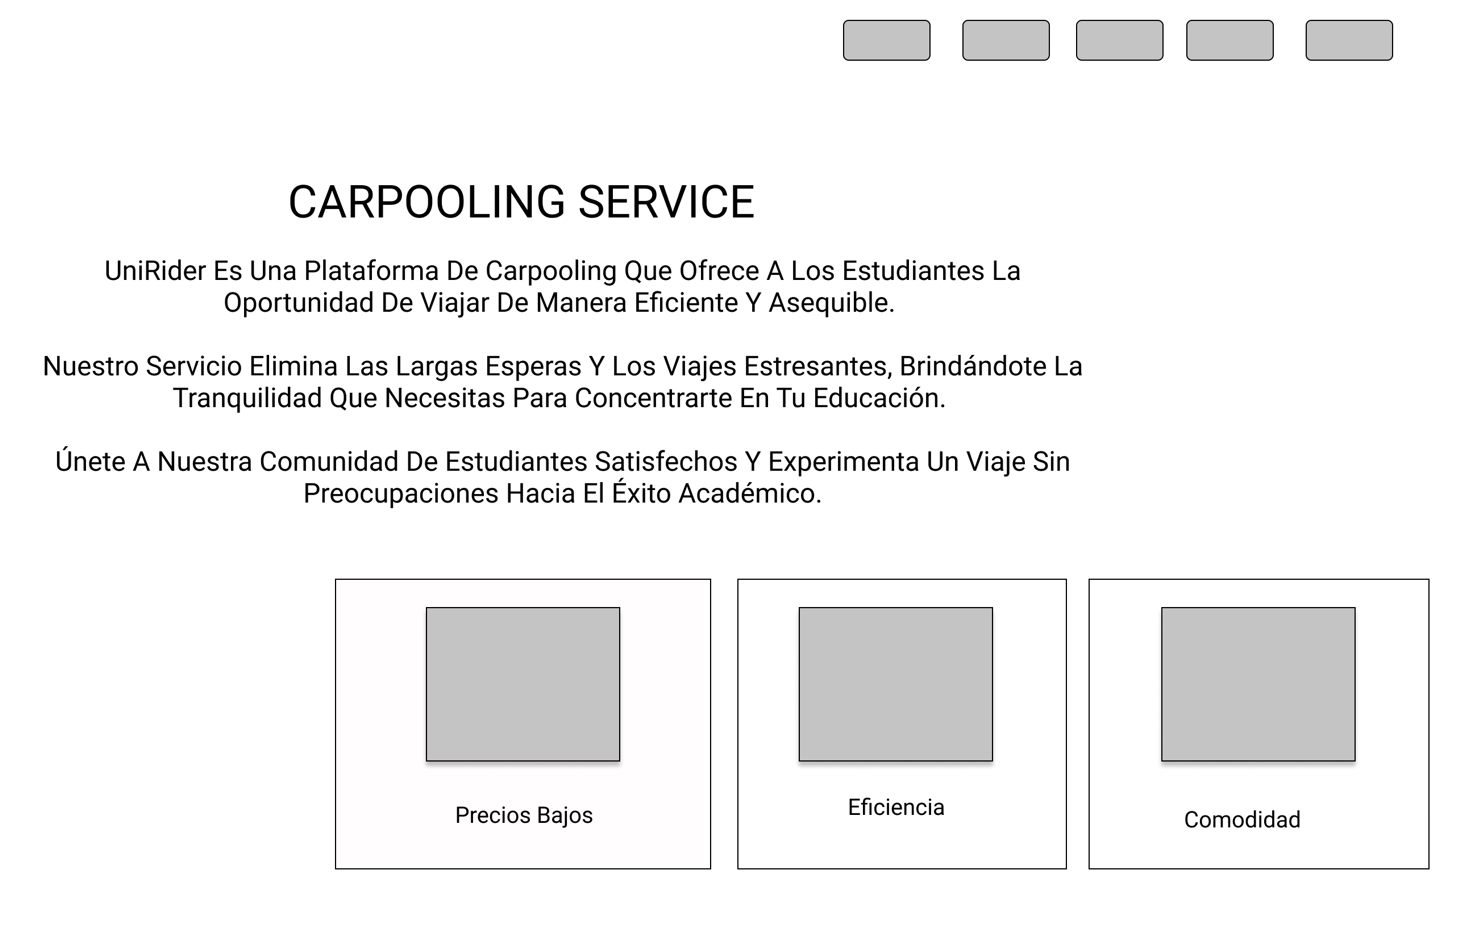 CARPOOLING SERVICE
UniRider Es Una Plataforma De Carpooling Que Ofrece A Los Estudiantes La
Oportunidad De Viajar De Manera Eficiente Y Asequible.
Nuestro Servicio Elimina Las Largas Esperas Y Los Viajes Estresantes, Brindándote La
Tranquilidad Que Necesitas Para Concentrarte En Tu Educación.
Únete A Nuestra Comunidad De Estudiantes Satisfechos Y Experimenta Un Viaje Sin
Preocupaciones Hacia El Éxito Académico.
Precios Bajos
Eficiencia
Comodidad